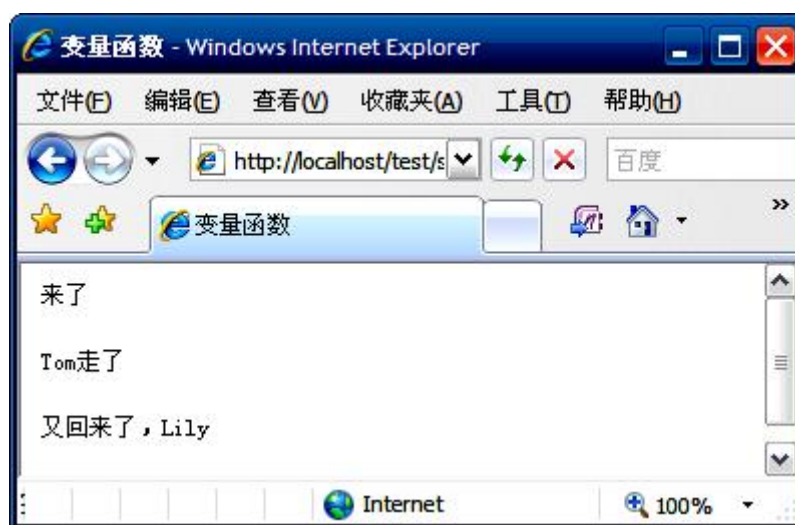 变量函数 - Windows Internet Explorer
文件(F) 编辑(E) 查看(V) 收藏夹(A) 工具(T) 帮助(H)
http://localhost/test/s 百度
变量函数
来了
Tom走了
又回来了,Lily
Internet 100%